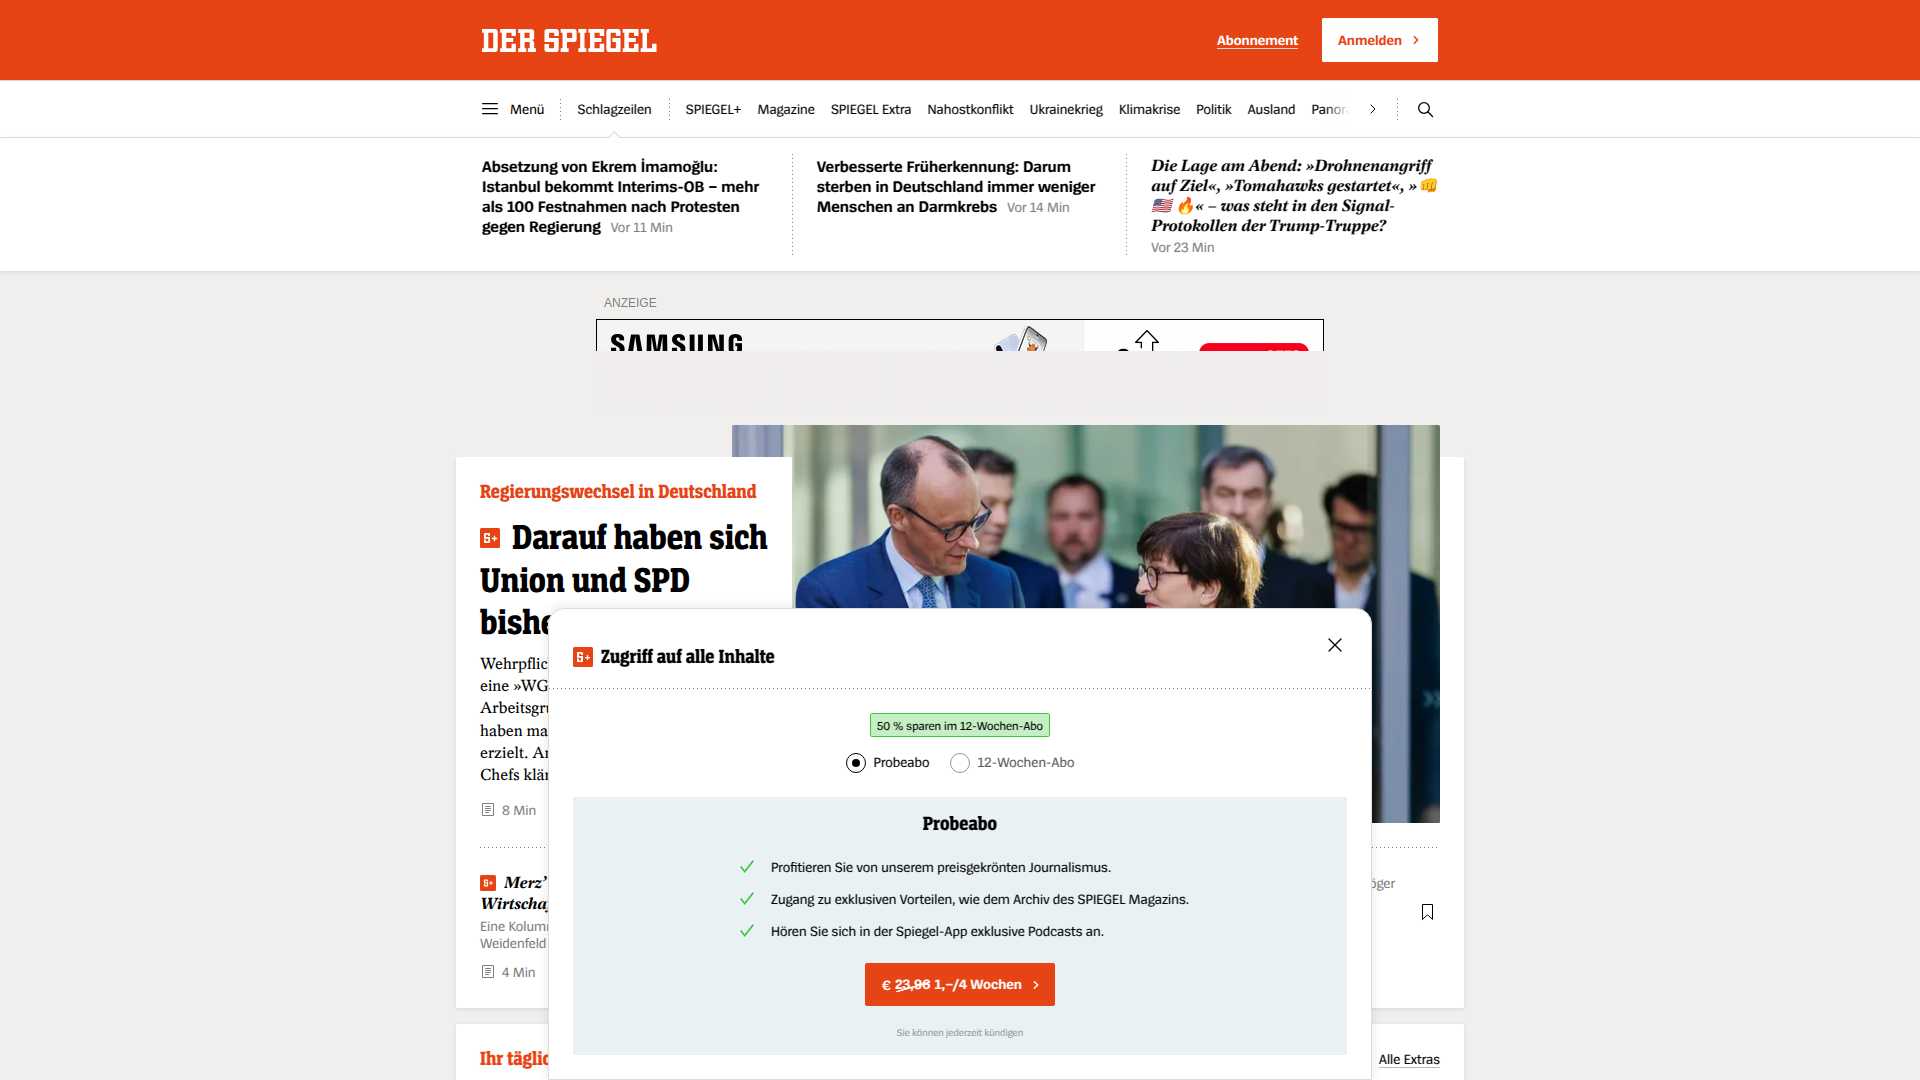 DER SPIEGEL
Abonnement
Anmelden
Menü
Schlagzeilen
SPIEGEL+
Magazine
SPIEGEL Extra
Nahostkonflikt
Ukrainekrieg
Klimakrise
Politik
Ausland
Panor
Absetzung von Ekrem İmamoğlu:
Istanbul bekommt Interims-OB – mehr
als 100 Festnahmen nach Protesten
gegen Regierung Vor 11 Min
Verbesserte Früherkennung: Darum
sterben in Deutschland immer weniger
Menschen an Darmkrebs Vor 14 Min
Die Lage am Abend: »Drohnenangriff
auf Ziel«, »Tomahawks gestartet«, »👊
🇺🇸 🔥« – was steht in den Signal-
Protokollen der Trump-Truppe?
Vor 23 Min
ANZEIGE
SAMSUNG
Regierungswechsel in Deutschland
Darauf haben sich
Union und SPD
bishe
Wehrpflic
eine »WG
Arbeitsgru
haben ma
erzielt. An
Chefs klär
8 Min
Merz’
Wirtscha
Eine Kolum
Weidenfeld
4 Min
öger
Zugriff auf alle Inhalte
50 % sparen im 12-Wochen-Abo
Probeabo
12-Wochen-Abo
Probeabo
Profitieren Sie von unserem preisgekrönten Journalismus.
Zugang zu exklusiven Vorteilen, wie dem Archiv des SPIEGEL Magazins.
Hören Sie sich in der Spiegel-App exklusive Podcasts an.
€ 23,96 1,–/4 Wochen
Sie können jederzeit kündigen
Ihr täglic
Alle Extras